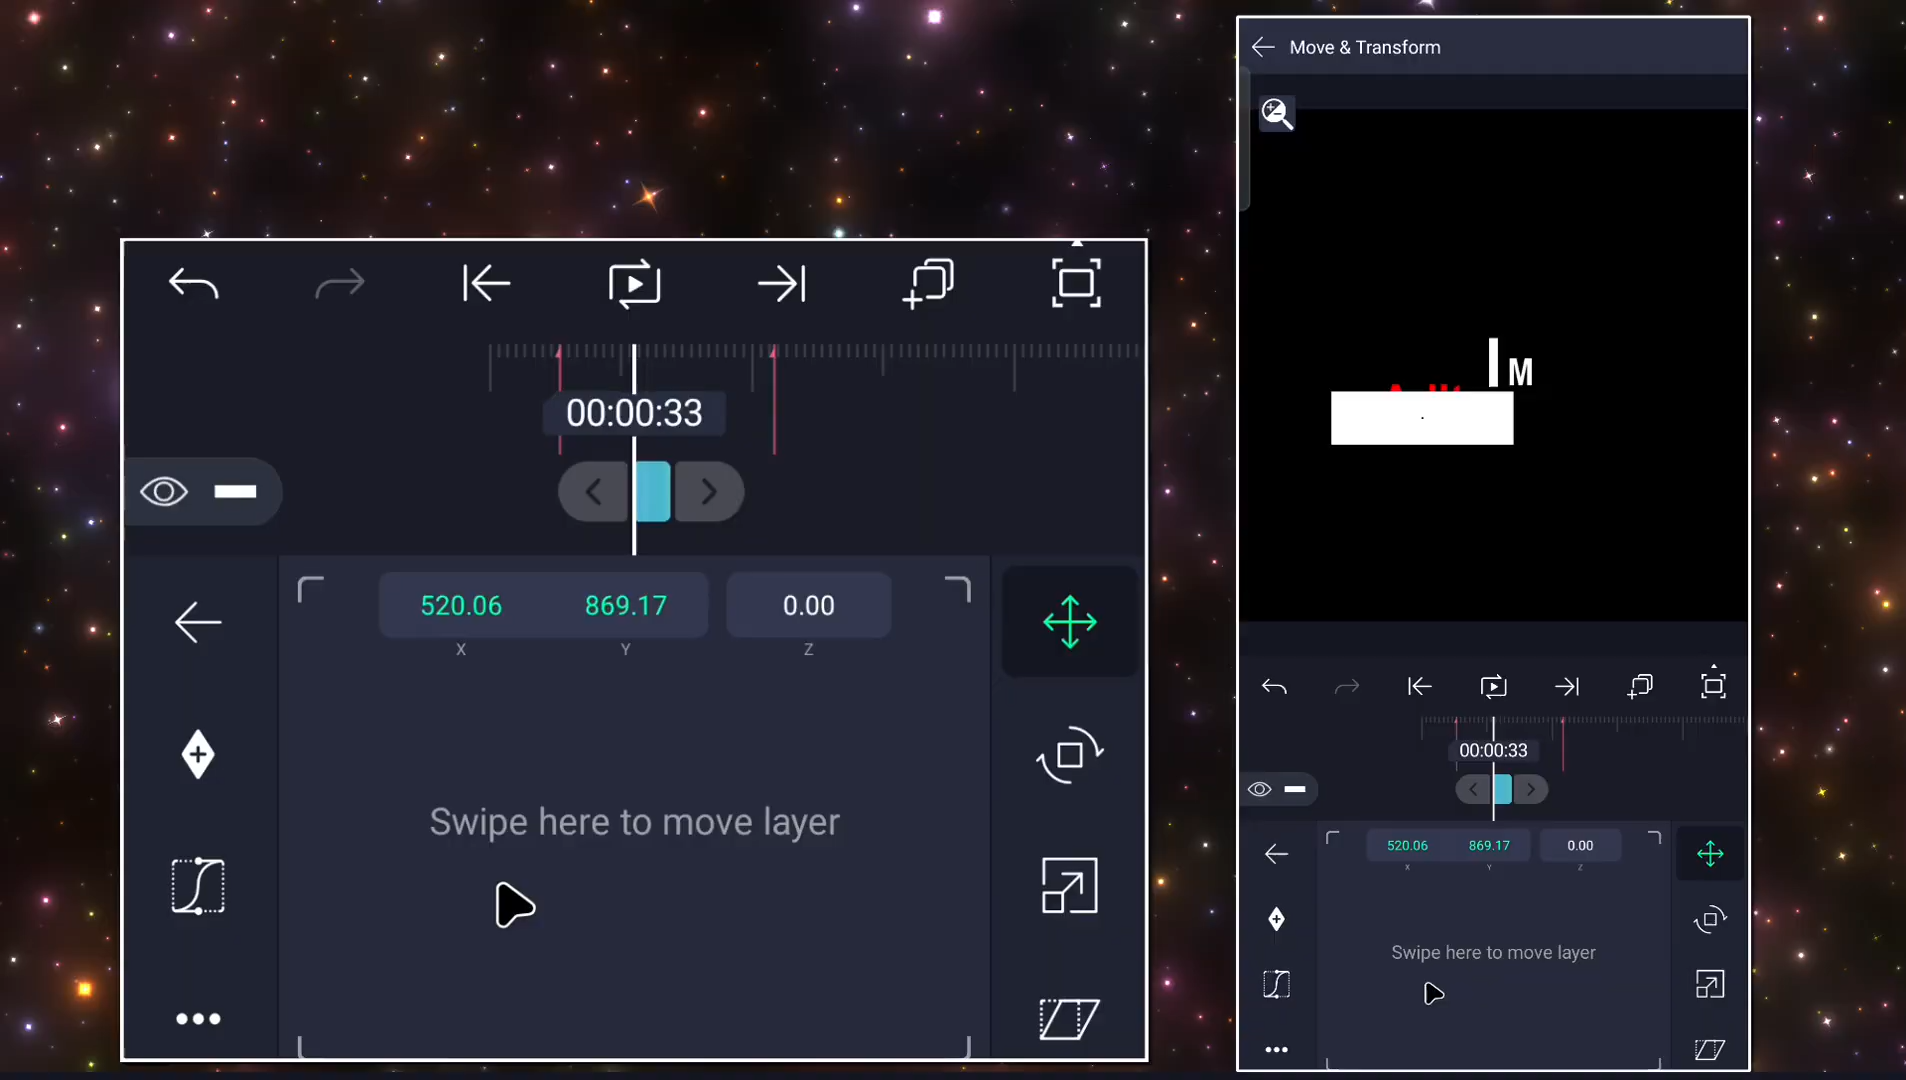 00:00:33
520.06 869.17 0.00
X Y Z
Swipe here to move layer
Move & Transform
M
00:00:33
520.06 869.17 0.00
X Y Z
Swipe here to move layer